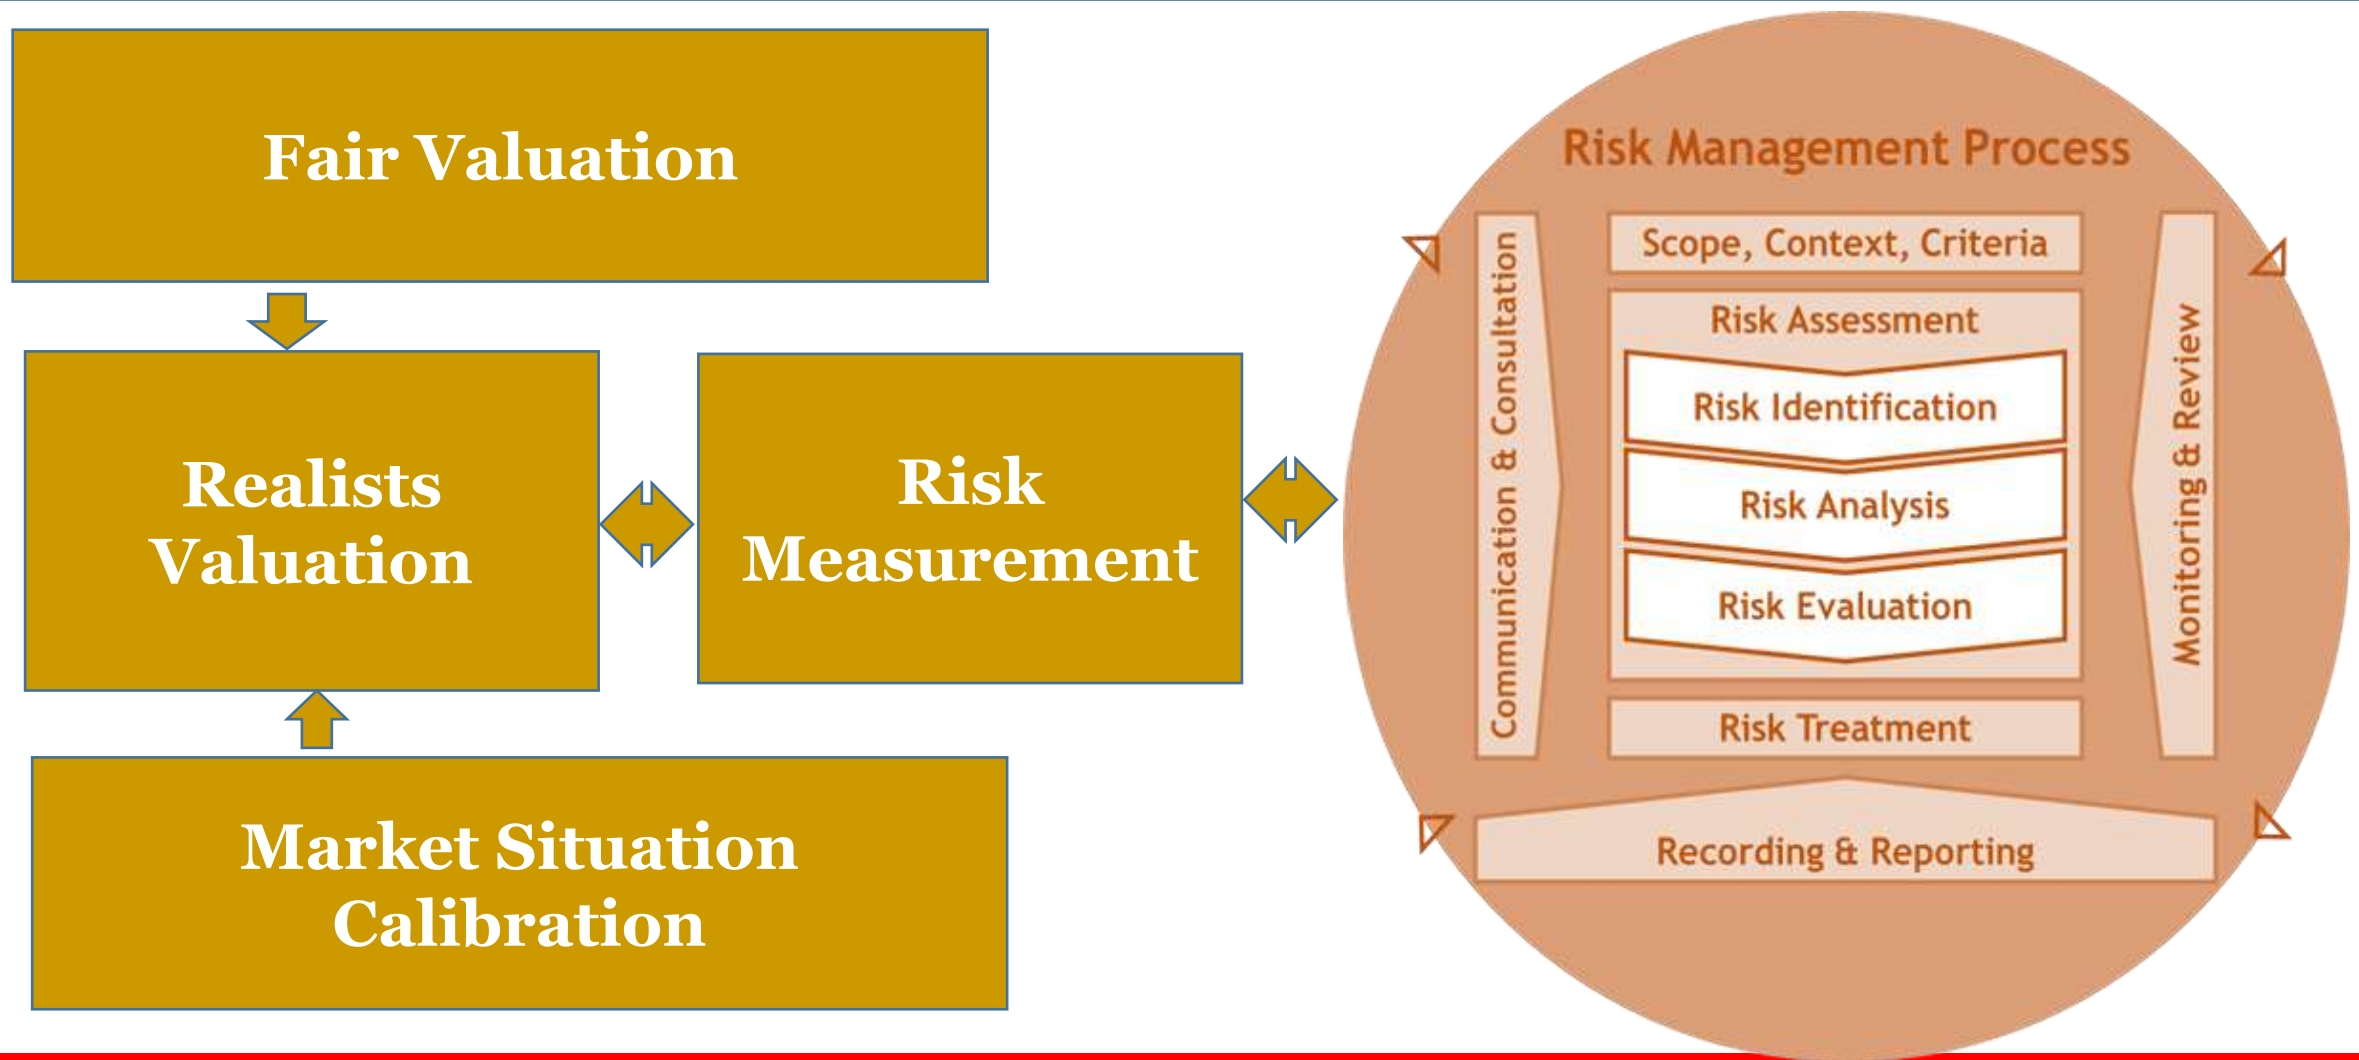 Fair Valuation
Realists
Valuation
Risk
Measurement
Market Situation
Calibration
Risk Management Process
Communication & Consultation
Scope, Context, Criteria
Risk Assessment
Risk Identification
Risk Analysis
Risk Evaluation
Risk Treatment
Monitoring & Review
Recording & Reporting